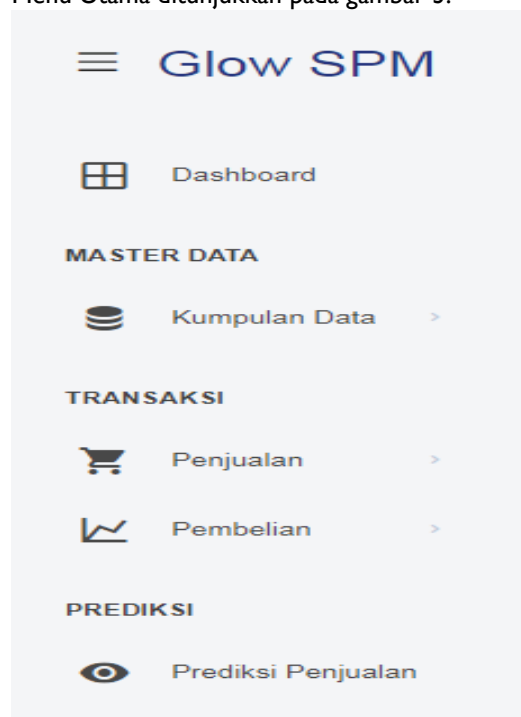 Menu Utama ditunjukkan pada gambar 5.
Glow SPM
Dashboard
MASTER DATA
Kumpulan Data
TRANSAKSI
Penjualan
Pembelian
PREDIKSI
Prediksi Penjualan